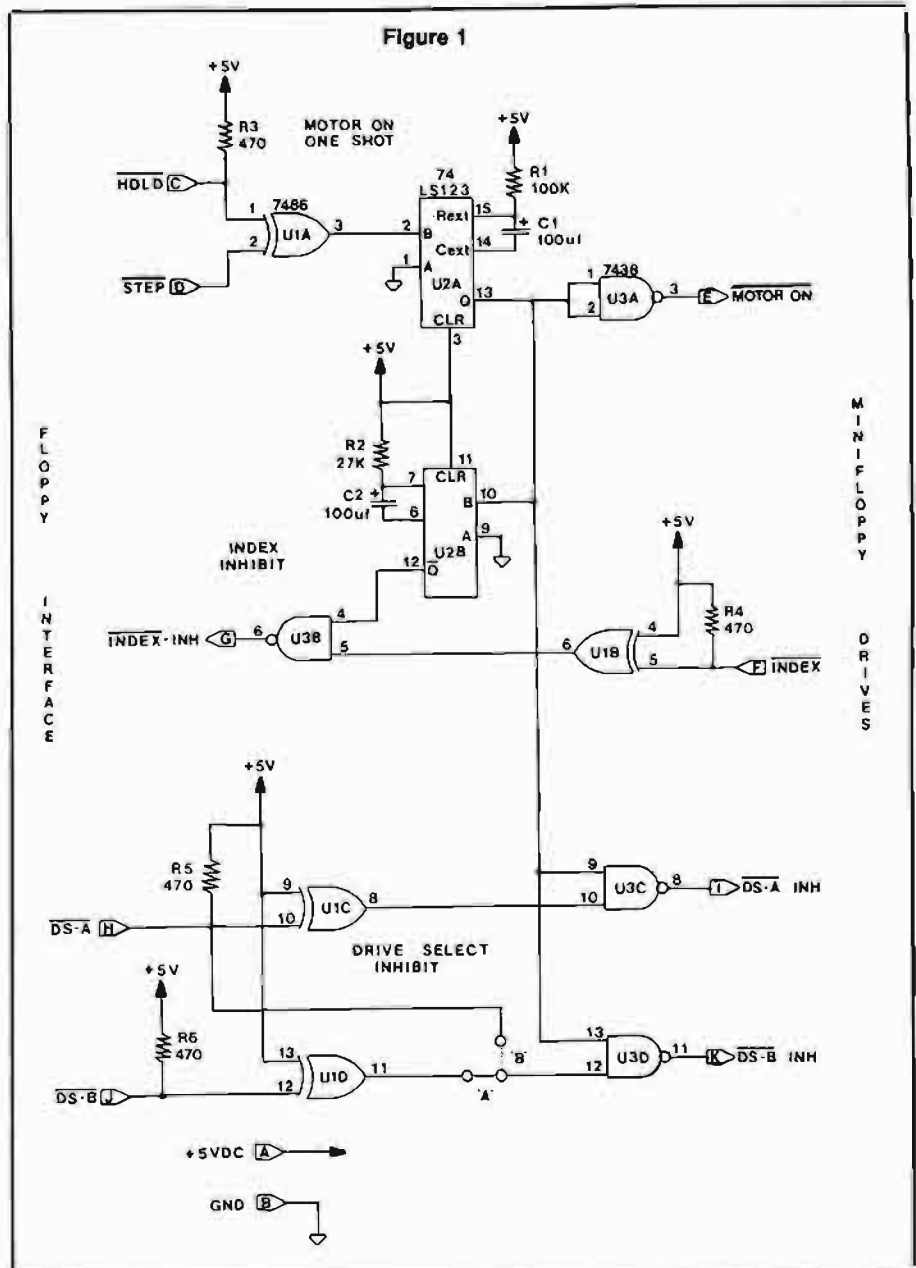 Figure 1
+5V
R3
470
MOTOR ON
ONE SHOT
+5V
R1
100K
74
LS123
HOLD C
1
7486
U1A
3
2
STEP D
2
B
Rext
15
+
C1
100uf
Cext
14
1
A
U2A
Q
13
CLR
3
7438
1
2
U3A
3
E MOTOR ON
+5V
R2
27K
C2
+
100uf
7
6
11
CLR
B
10
A
9
U2B
12
Q
INDEX
INHIBIT
INDEX-INH G
6
U3B
4
5
+5V
R4
470
6
U1B
4
5
F INDEX
FLOPPY INTERFACE
MINIFLOPPY DRIVES
+5V
R5
470
9
U1C
8
10
DS-A H
9
U3C
8
10
I DS-A INH
DRIVE SELECT
INHIBIT
+5V
R6
470
13
U1D
11
12
DS-B J
"B"
"A"
13
U3D
11
12
K DS-B INH
+5VDC A
GND B